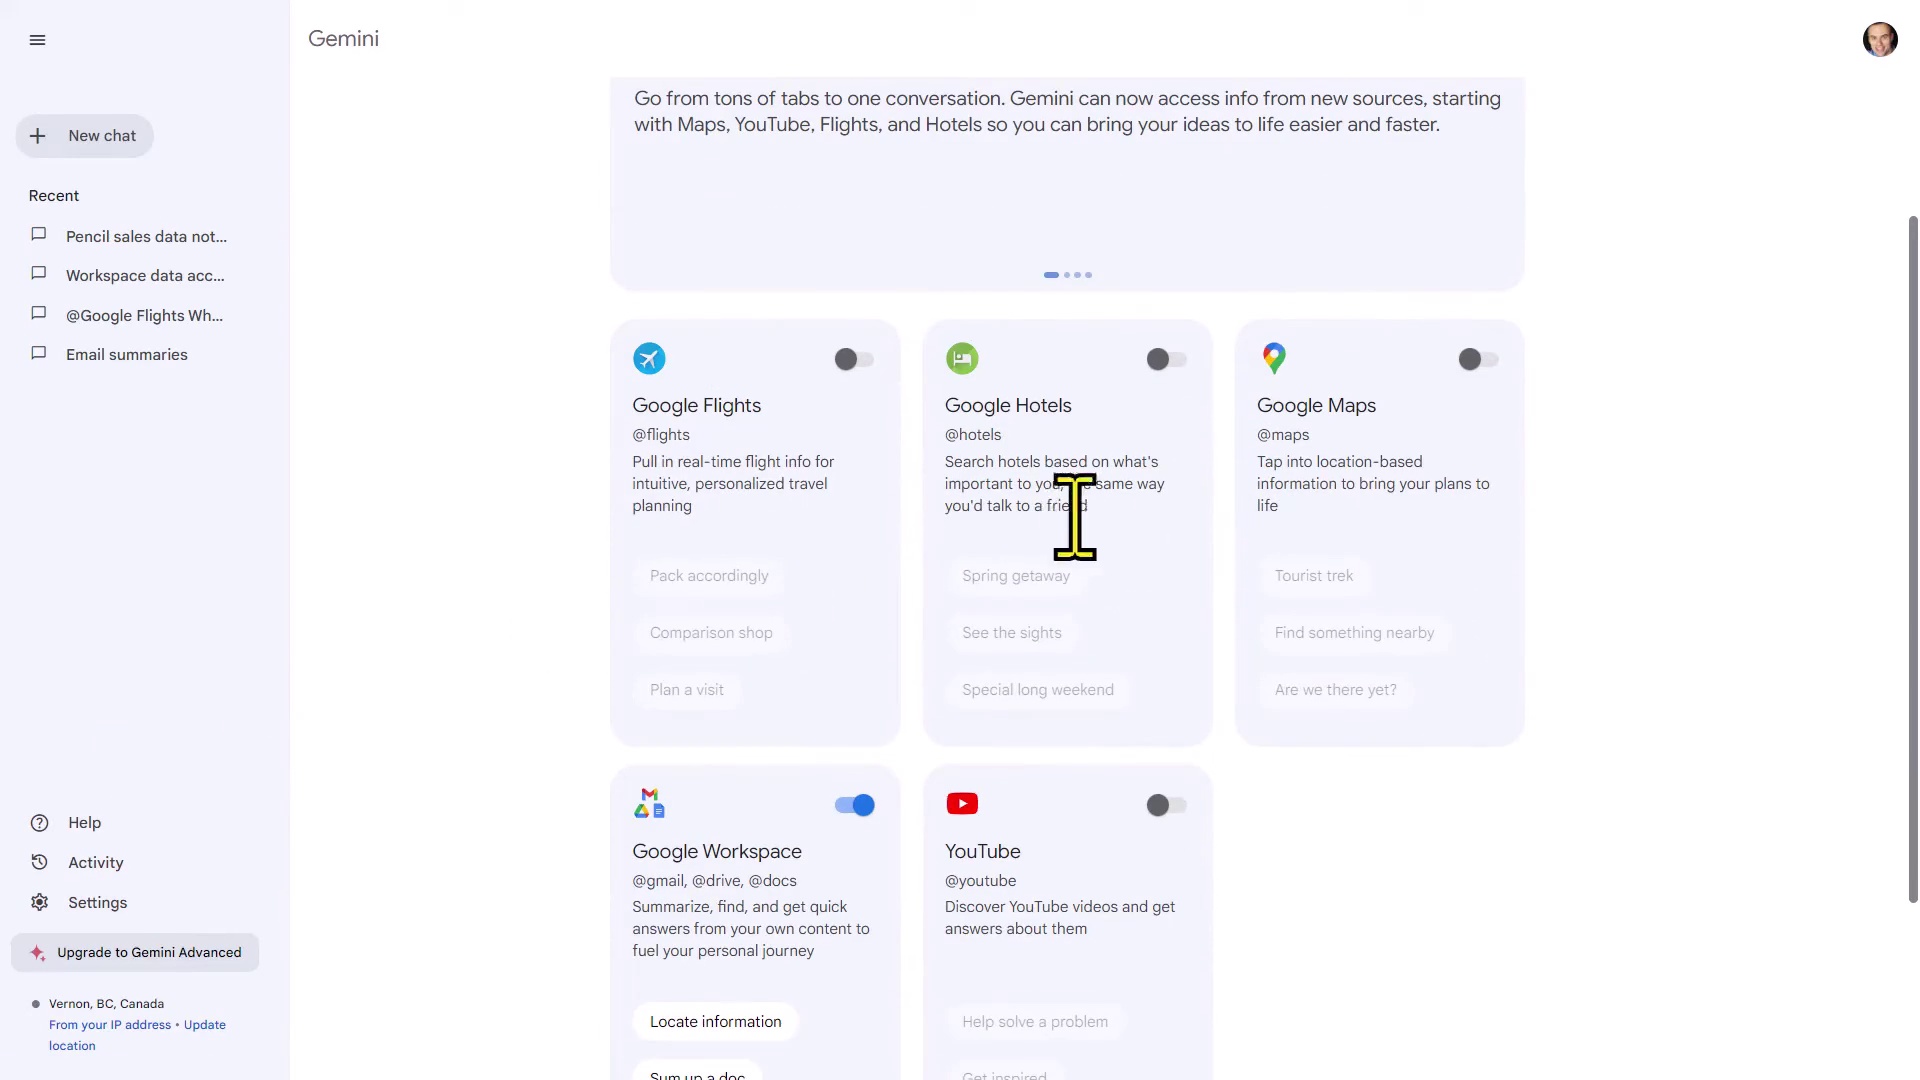 Gemini
New chat
Recent
Pencil sales data not...
Workspace data acc...
@Google Flights Wh...
Email summaries
Help
Activity
Settings
Upgrade to Gemini Advanced
Vernon, BC, Canada
From your IP address • Update
location
Go from tons of tabs to one conversation. Gemini can now access info from new sources, starting
with Maps, YouTube, Flights, and Hotels so you can bring your ideas to life easier and faster.
Google Flights
@flights
Pull in real-time flight info for
intuitive, personalized travel
planning
Pack accordingly
Comparison shop
Plan a visit
Google Hotels
@hotels
Search hotels based on what's
important to you, same way
you'd talk to a friend
Spring getaway
See the sights
Special long weekend
Google Maps
@maps
Tap into location-based
information to bring your plans to
life
Tourist trek
Find something nearby
Are we there yet?
Google Workspace
@gmail, @drive, @docs
Summarize, find, and get quick
answers from your own content to
fuel your personal journey
Locate information
Sum up a doc
YouTube
@youtube
Discover YouTube videos and get
answers about them
Help solve a problem
Get inspired